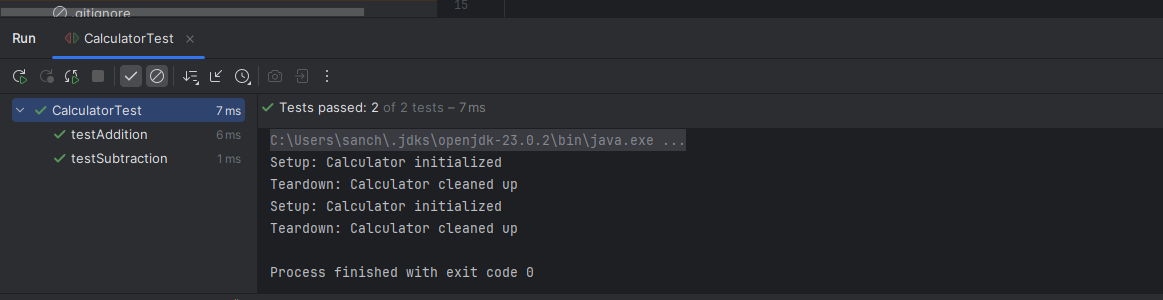 .gitignore
15
Run CalculatorTest
CalculatorTest 7 ms
testAddition 6 ms
testSubtraction 1 ms
Tests passed: 2 of 2 tests – 7 ms
C:\Users\sanch\.jdks\openjdk-23.0.2\bin\java.exe ...
Setup: Calculator initialized
Teardown: Calculator cleaned up
Setup: Calculator initialized
Teardown: Calculator cleaned up
Process finished with exit code 0